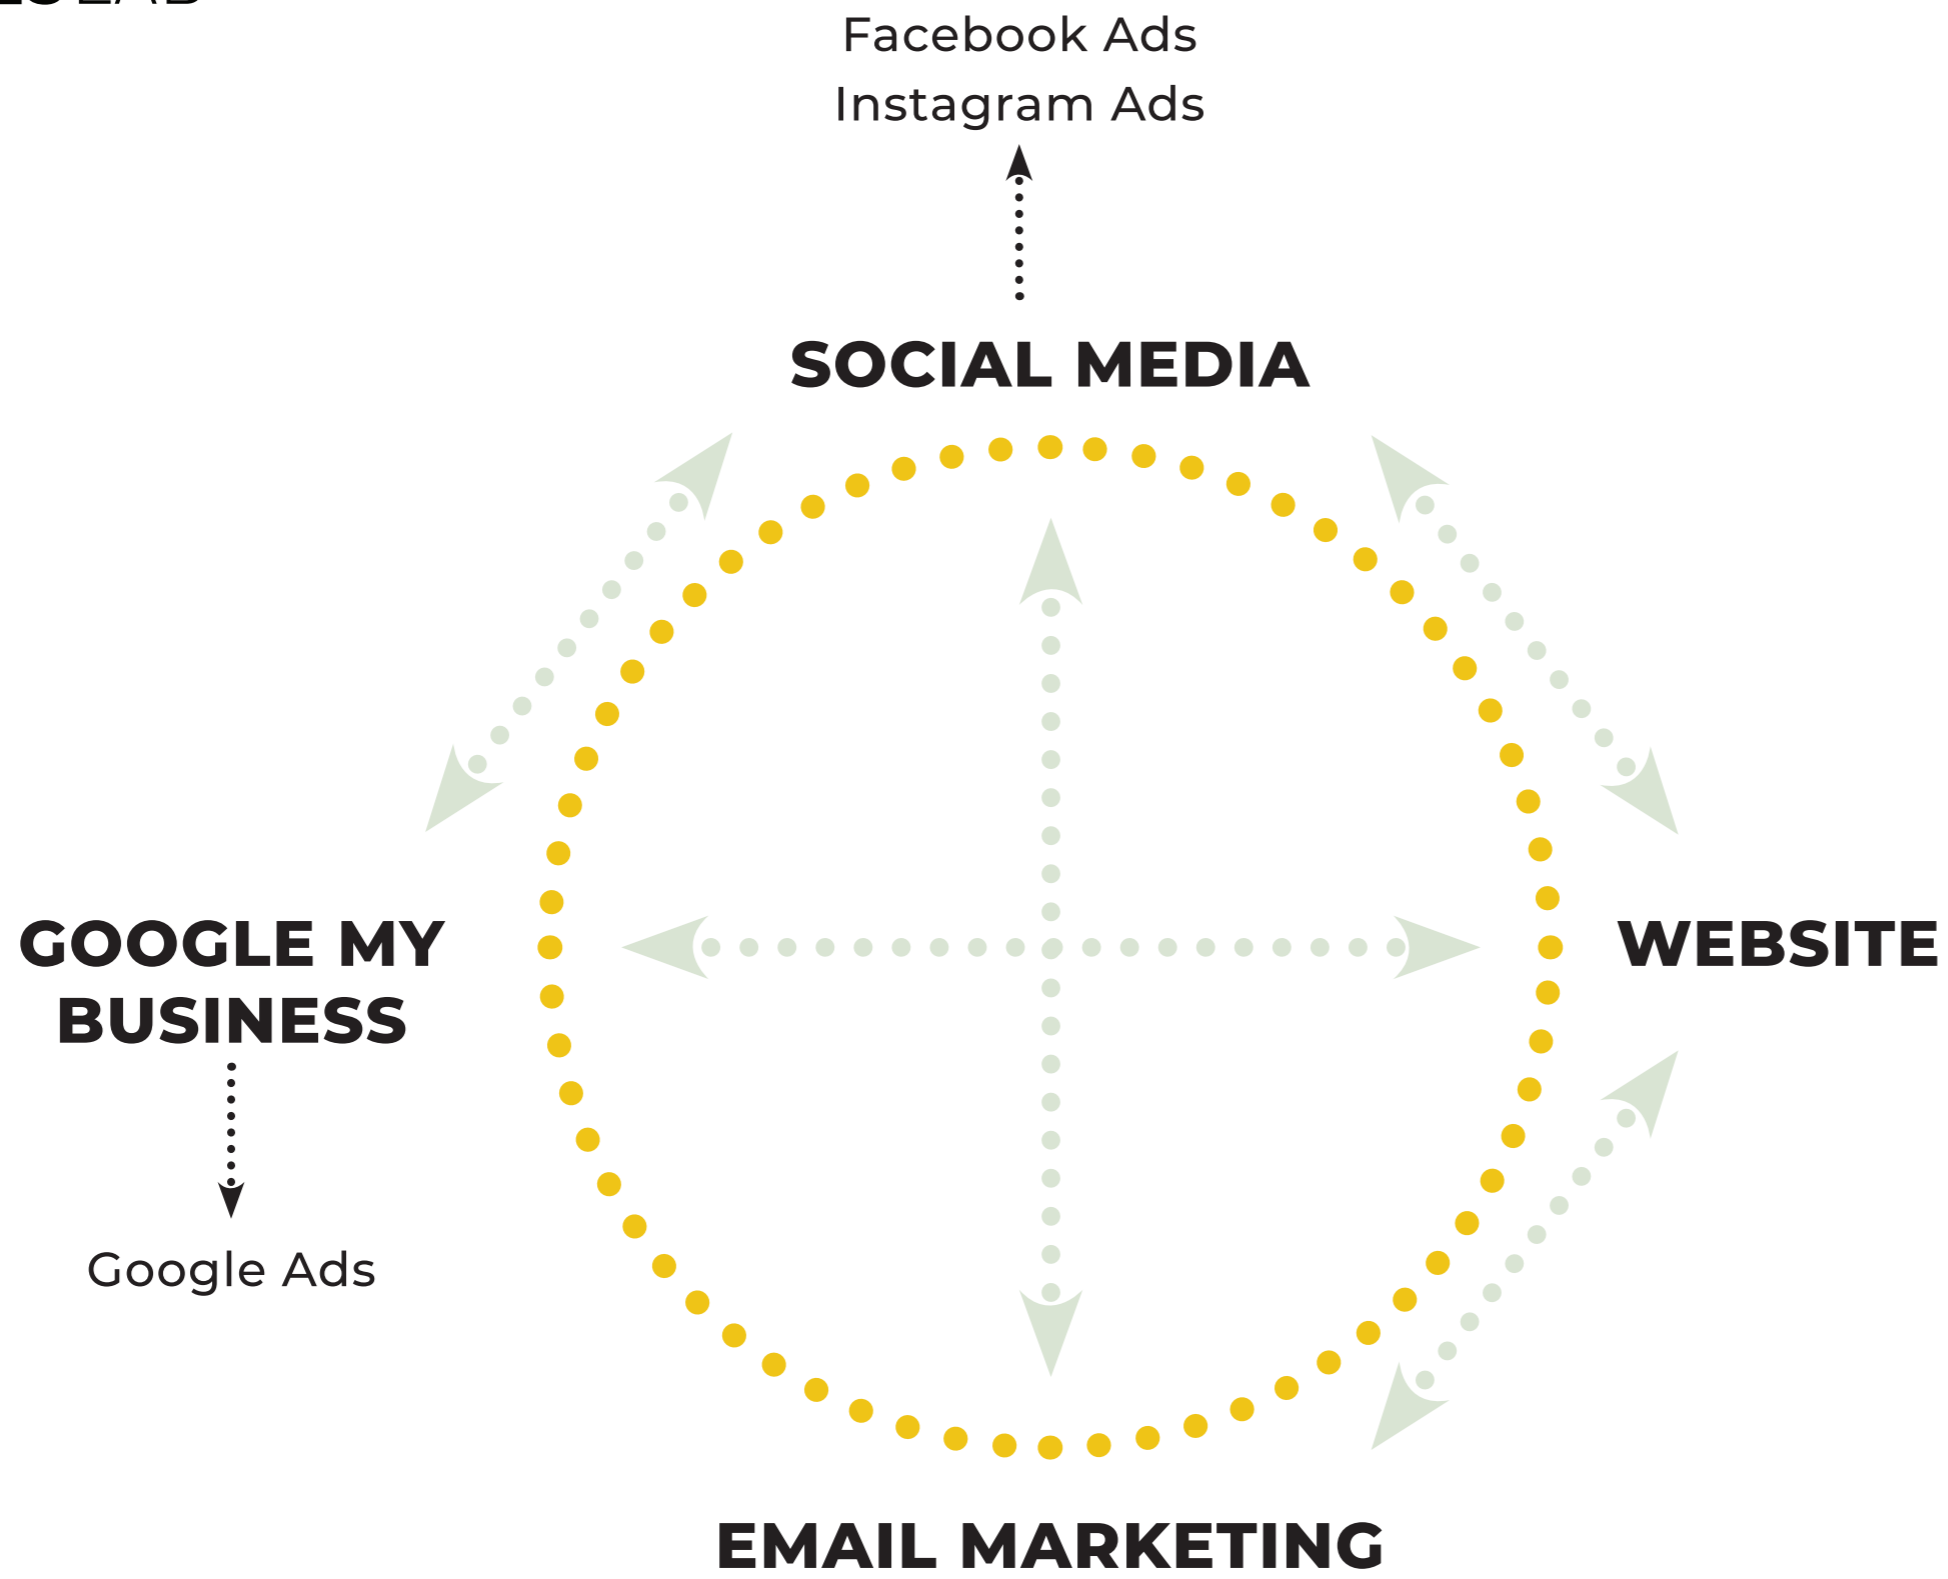 Facebook Ads
Instagram Ads
SOCIAL MEDIA
GOOGLE MY
BUSINESS
WEBSITE
Google Ads
EMAIL MARKETING